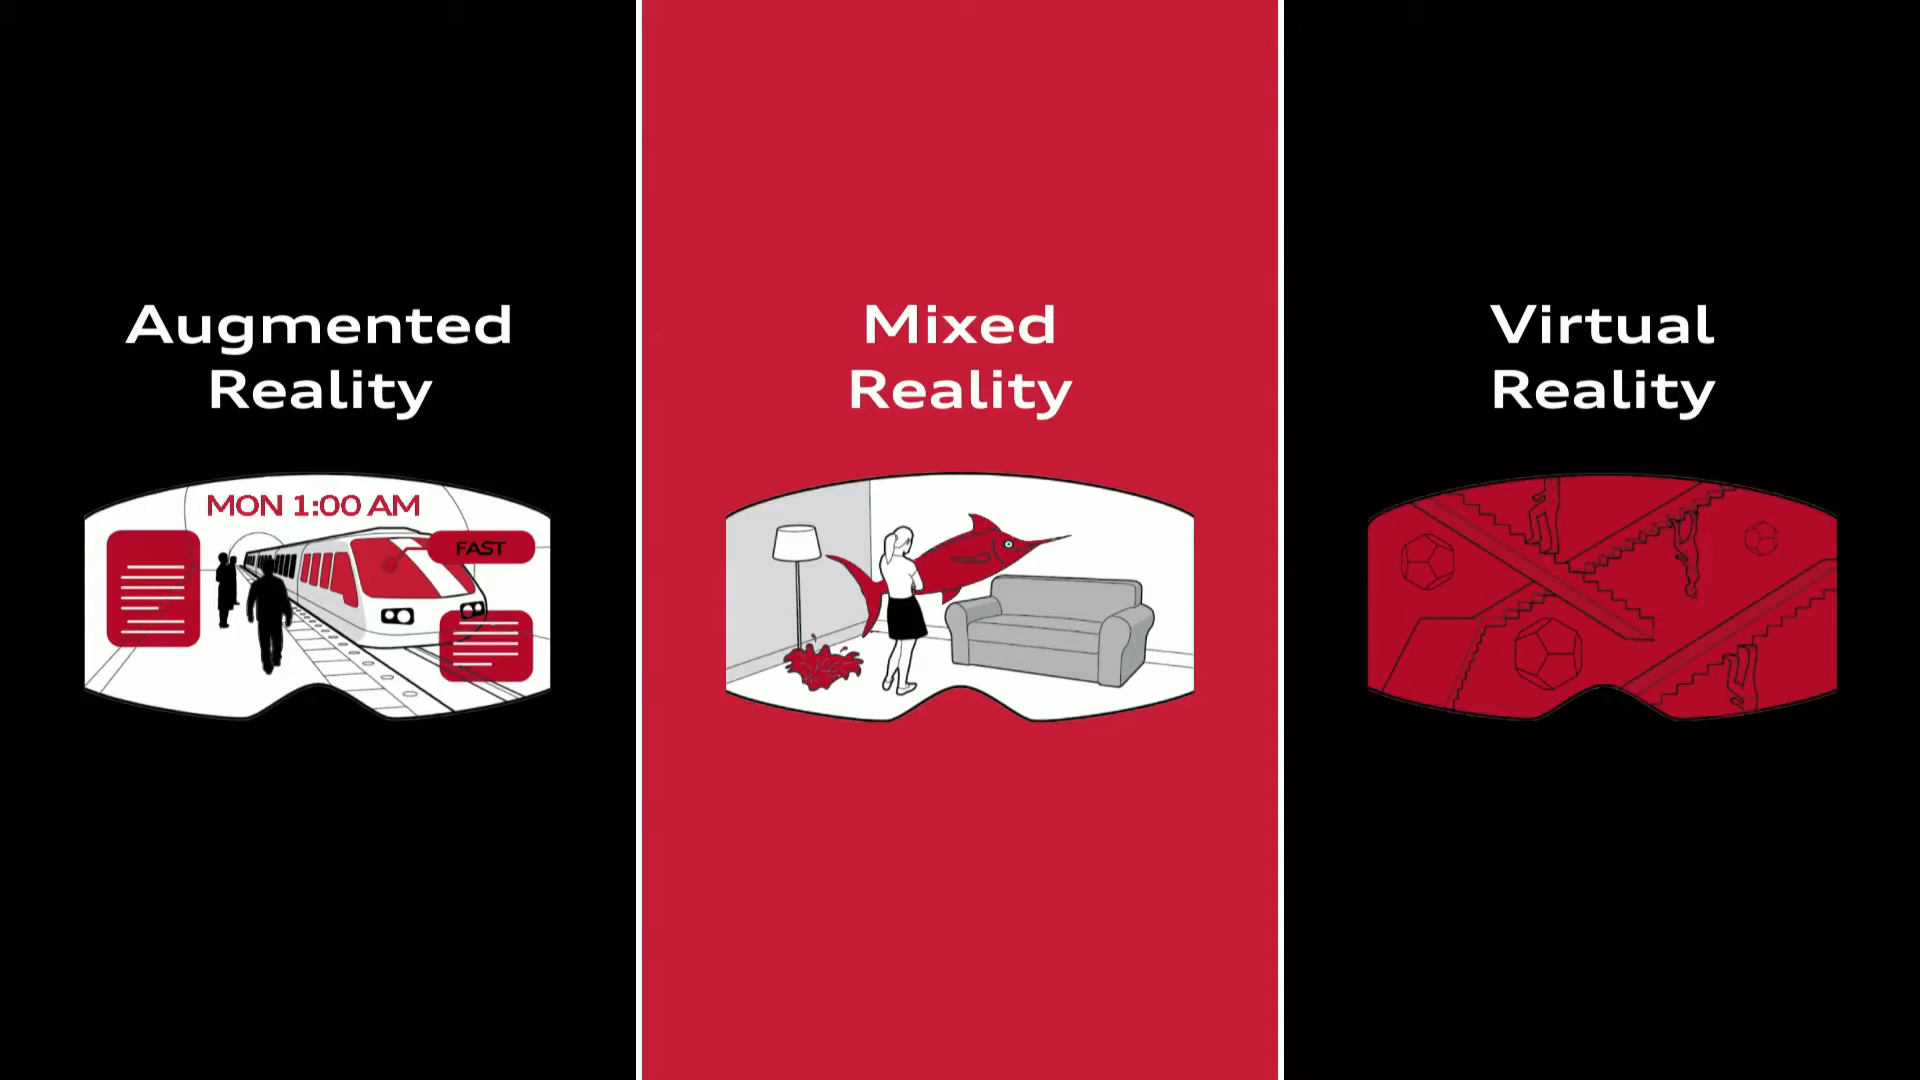 Augmented
Reality
MON 1:00 AM
FAST
Mixed
Reality
Virtual
Reality